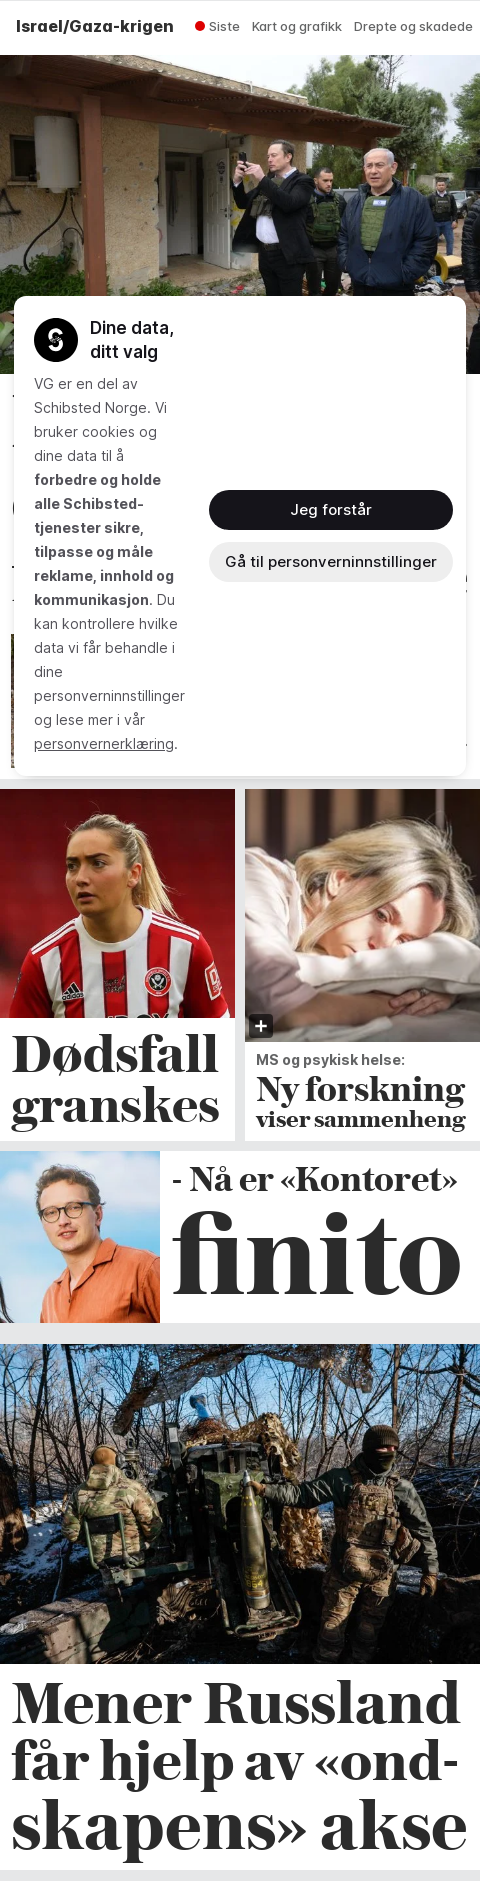 Israel/Gaza-krigen
Siste Kart og grafikk Drepte og skadede
Dine data,
ditt valg
VG er en del av
Schibsted Norge. Vi
bruker cookies og
dine data til å
forbedre og holde
alle Schibsted-
tjenester sikre,
tilpasse og måle
reklame, innhold og
kommunikasjon. Du
kan kontrollere hvilke
data vi får behandle i
dine
personverninnstillinger
og lese mer i vår
personvernerklæring.
Jeg forstår
Gå til personverninnstillinger
Dødsfall
granskes
MS og psykisk helse:
Ny forskning
viser sammenheng
- Nå er «Kontoret»
finito
Mener Russland
får hjelp av «ond-
skapens» akse